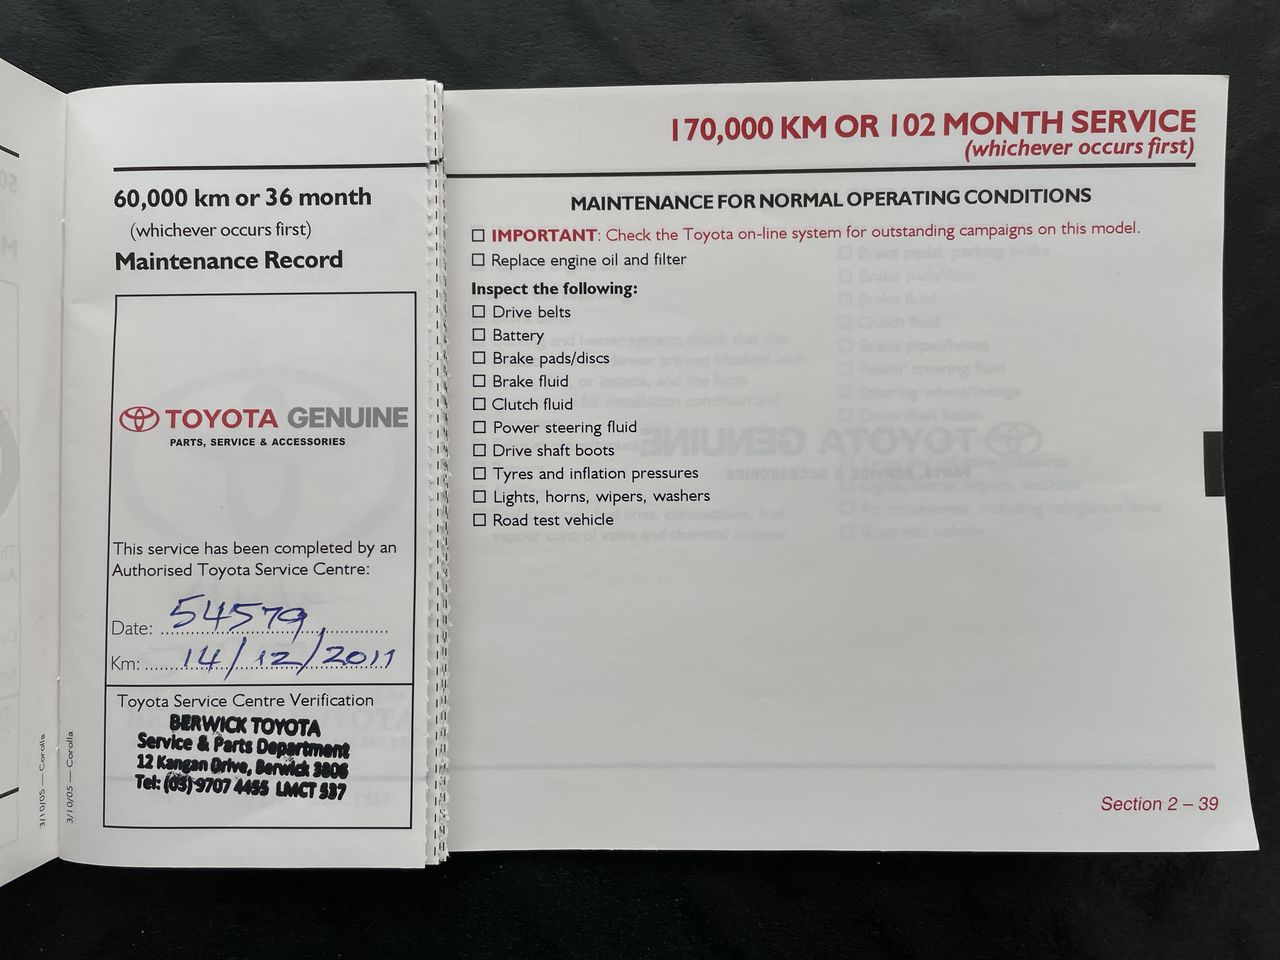 60,000 km or 36 month
(whichever occurs first)
Maintenance Record
TOYOTA GENUINE
PARTS, SERVICE & ACCESSORIES
This service has been completed by an
Authorised Toyota Service Centre:
Date: 54579
Km: 14/12/2011
Toyota Service Centre Verification
BERWICK TOYOTA
Service & Parts Department
12 Kangan Drive, Berwick 3806
Tel: (03) 9707 4455 LMCT 537
3/10/05 — Corolla
3/10/05 — Corolla
170,000 KM OR 102 MONTH SERVICE
(whichever occurs first)
MAINTENANCE FOR NORMAL OPERATING CONDITIONS
IMPORTANT: Check the Toyota on-line system for outstanding campaigns on this model.
Replace engine oil and filter
Inspect the following:
Drive belts
Battery
Brake pads/discs
Brake fluid
Clutch fluid
Power steering fluid
Drive shaft boots
Tyres and inflation pressures
Lights, horns, wipers, washers
Road test vehicle
Section 2 – 39